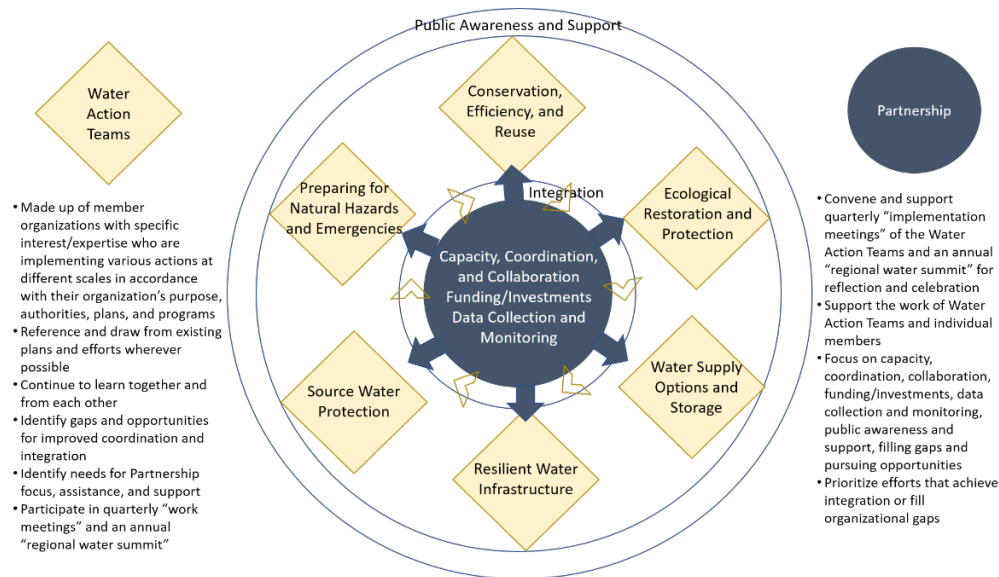 Public Awareness and Support
Water
Action
Teams
• Made up of member
organizations with specific
interest/expertise who are
implementing various actions at
different scales in accordance
with their organization’s purpose,
authorities, plans, and programs
• Reference and draw from existing
plans and efforts wherever
possible
• Continue to learn together and
from each other
• Identify gaps and opportunities
for improved coordination and
integration
• Identify needs for Partnership
focus, assistance, and support
• Participate in quarterly “work
meetings” and an annual
“regional water summit”
Conservation,
Efficiency, and
Reuse
Preparing for
Natural Hazards
and Emergencies
Integration
Ecological
Restoration and
Protection
Capacity, Coordination,
and Collaboration
Funding/Investments
Data Collection and
Monitoring
Source Water
Protection
Water Supply
Options and
Storage
Resilient Water
Infrastructure
Partnership
• Convene and support
quarterly “implementation
meetings” of the Water
Action Teams and an annual
“regional water summit” for
reflection and celebration
• Support the work of Water
Action Teams and individual
members
• Focus on capacity,
coordination, collaboration,
funding/investments, data
collection and monitoring,
public awareness and
support, filling gaps and
pursuing opportunities
• Prioritize efforts that achieve
integration or fill
organizational gaps